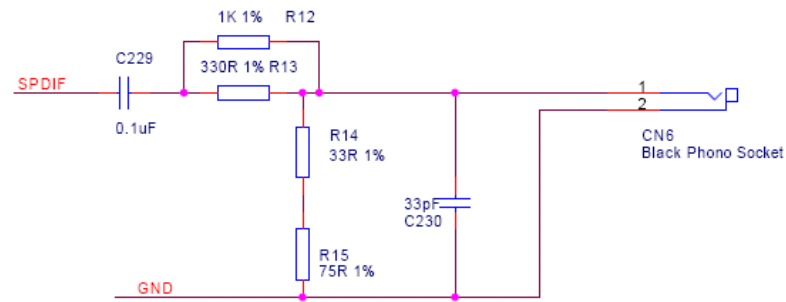 1K 1% R12
C229
330R 1% R13
SPDIF
0.1uF
1
2
R14
33R 1%
CN6
Black Phono Socket
33pF
C230
R15
75R 1%
GND